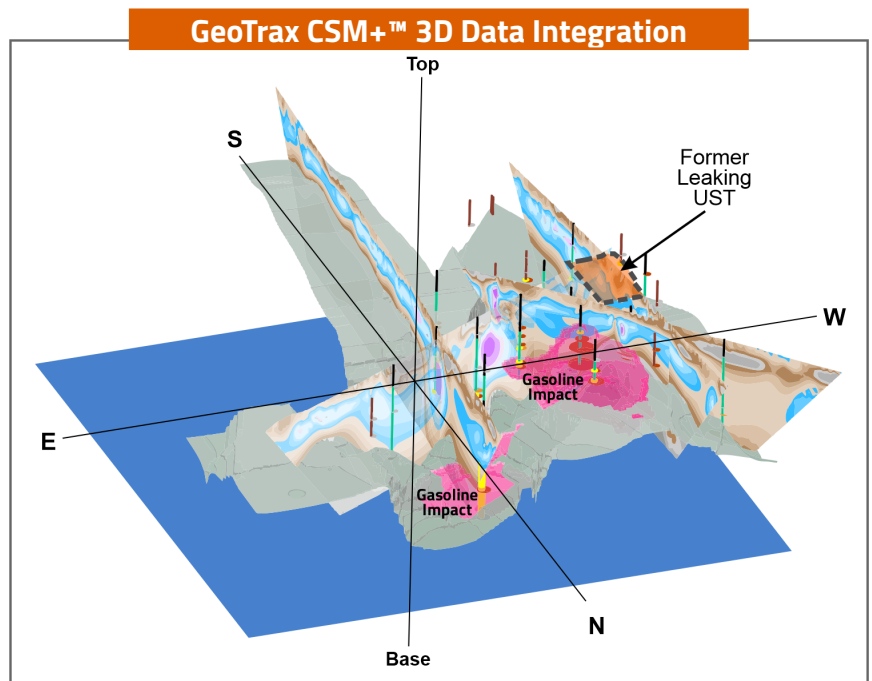 GeoTrax CSM+™ 3D Data Integration
Top
S
Former
Leaking
UST
W
Gasoline
Impact
E
Gasoline
Impact
N
Base